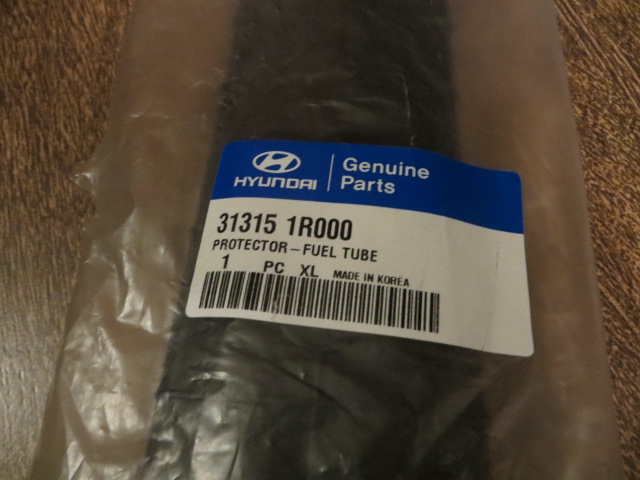 HYUNDAI
Genuine
Parts
31315 1R000
PROTECTOR-FUEL TUBE
1 PC XL MADE IN KOREA